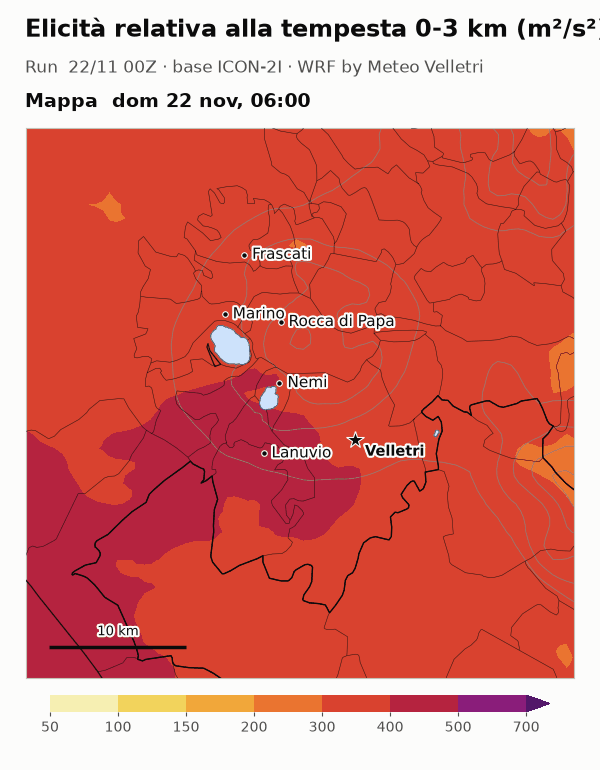 Elicità relativa alla tempesta 0-3 km (m²/s²)
Run 22/11 00Z · base ICON-2I · WRF by Meteo Velletri
Mappa dom 22 nov, 06:00
Frascati
Marino
Rocca di Papa
Nemi
Velletri
Lanuvio
10 km
50 100 150 200 300 400 500 700